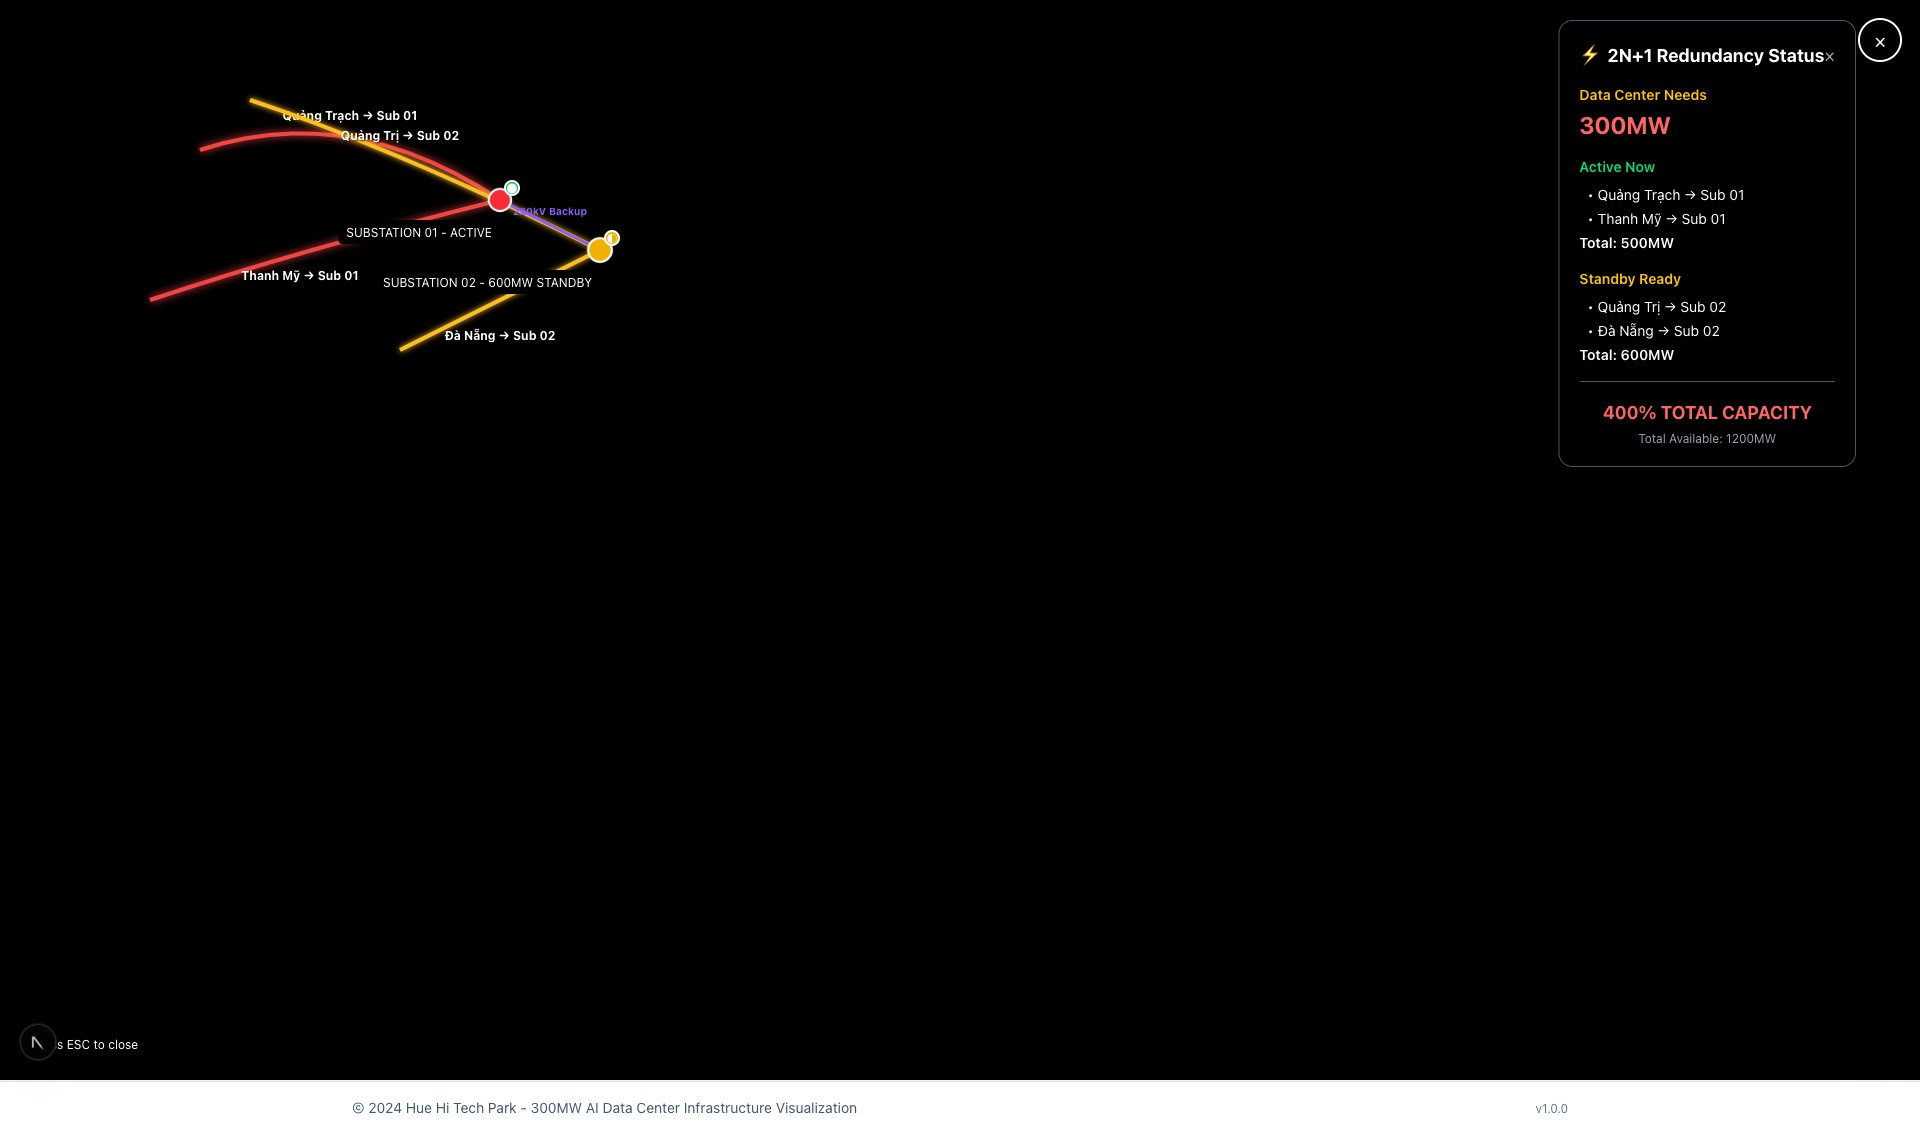 Quảng Trạch → Sub 01
Quảng Trị → Sub 02
220kV Backup
SUBSTATION 01 - ACTIVE
Thanh Mỹ → Sub 01
SUBSTATION 02 - 600MW STANDBY
Đà Nẵng → Sub 02
⚡ 2N+1 Redundancy Status×
×
Data Center Needs
300MW
Active Now
• Quảng Trạch → Sub 01
• Thanh Mỹ → Sub 01
Total: 500MW
Standby Ready
• Quảng Trị → Sub 02
• Đà Nẵng → Sub 02
Total: 600MW
400% TOTAL CAPACITY
Total Available: 1200MW
s ESC to close
© 2024 Hue Hi Tech Park - 300MW AI Data Center Infrastructure Visualization
v1.0.0